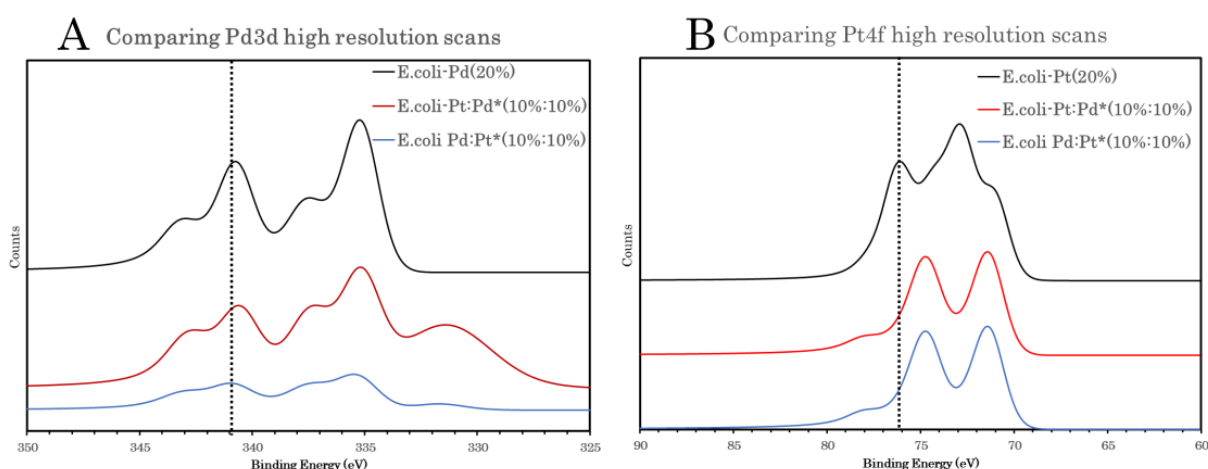 A
Comparing Pd3d high resolution scans
E.coli-Pd(20%)
E.coli-Pt:Pd*(10%:10%)
E.coli Pd:Pt*(10%:10%)
Counts
350
345
340
335
330
325
Binding Energy (eV)
B
Comparing Pt4f high resolution scans
E.coli-Pt(20%)
E.coli-Pt:Pd*(10%:10%)
E.coli Pd:Pt*(10%:10%)
Counts
90
85
80
75
70
65
60
Binding Energy (eV)